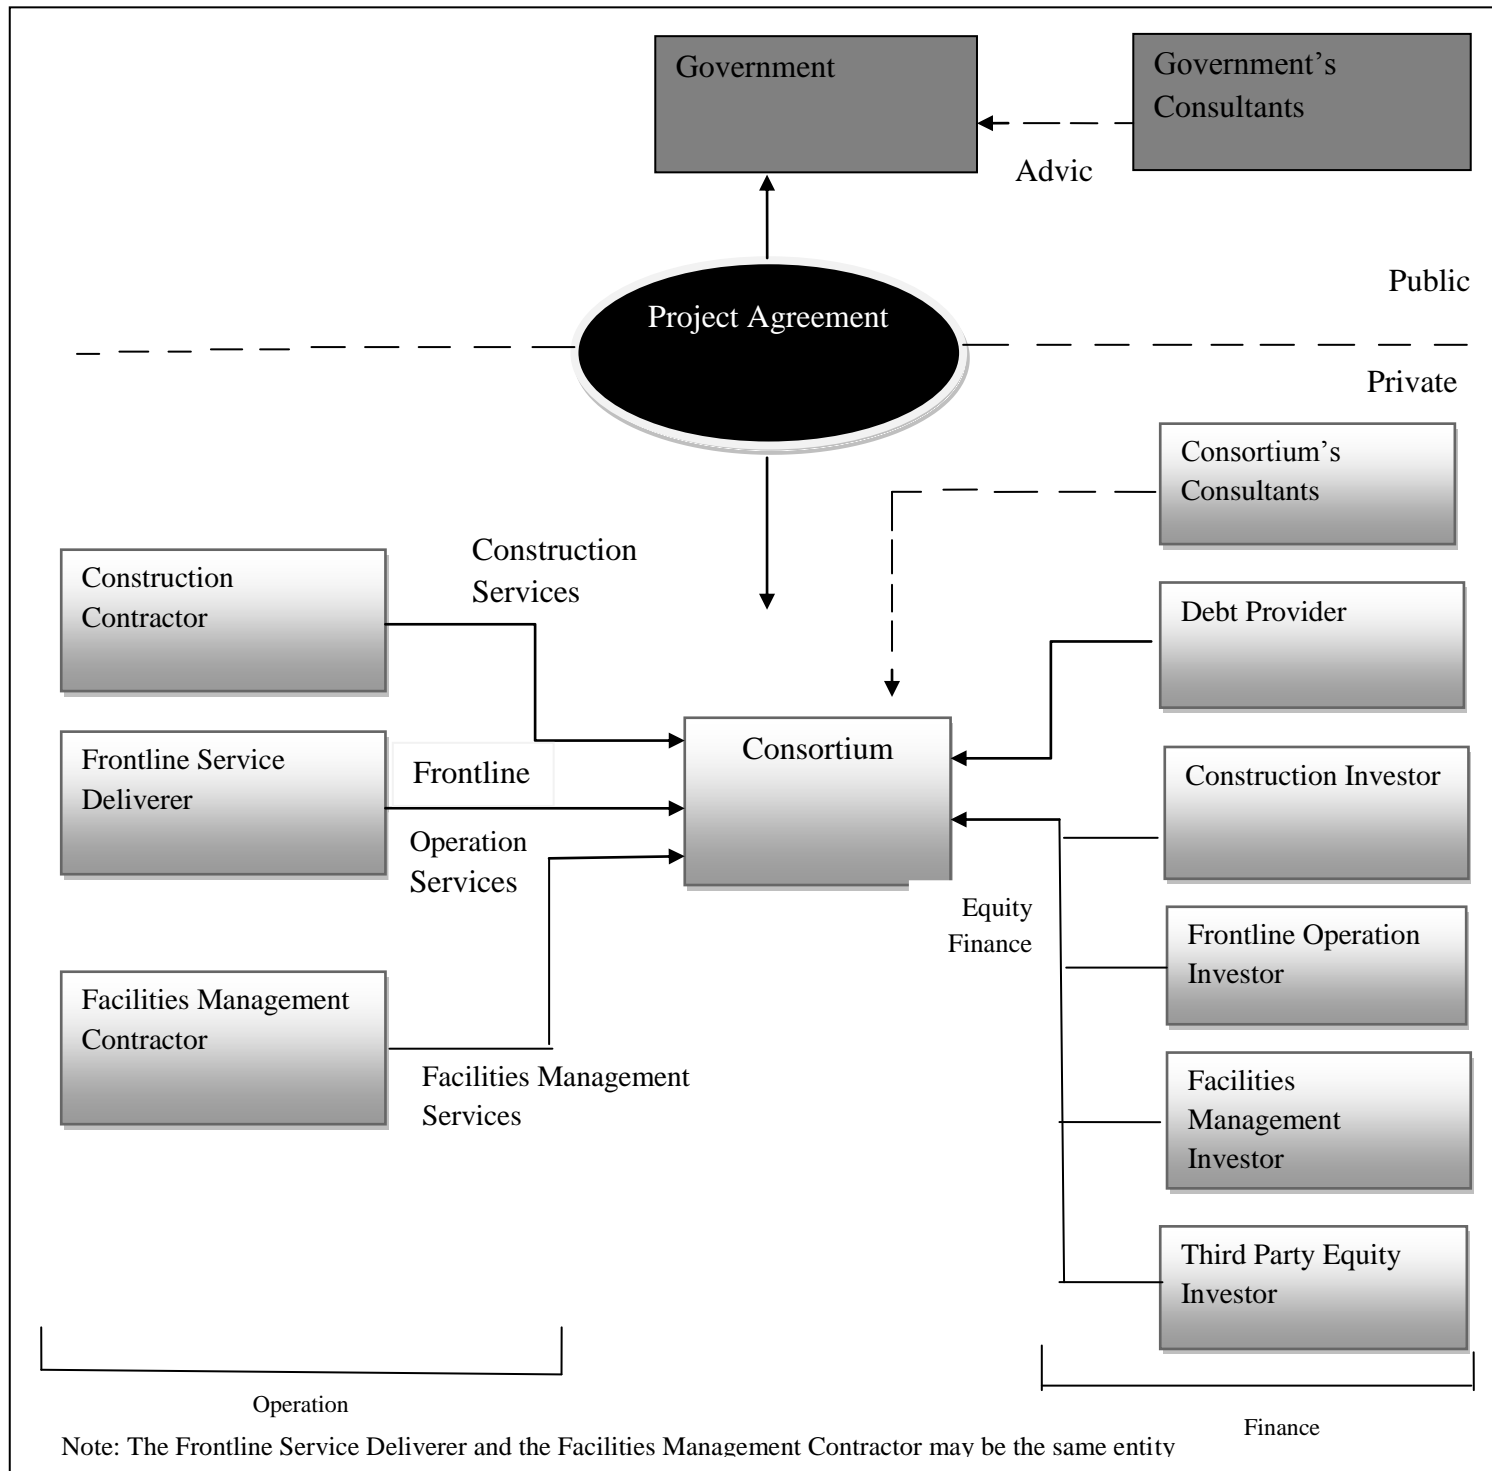 Government
Government’s
Consultants
Advic
Project Agreement
Public
Private
Consortium’s
Consultants
Construction
Services
Construction
Contractor
Debt Provider
Frontline Service
Deliverer
Frontline
Consortium
Construction Investor
Operation
Services
Equity
Finance
Frontline Operation
Investor
Facilities Management
Contractor
Facilities Management
Services
Facilities
Management
Investor
Third Party Equity
Investor
Operation
Finance
Note: The Frontline Service Deliverer and the Facilities Management Contractor may be the same entity